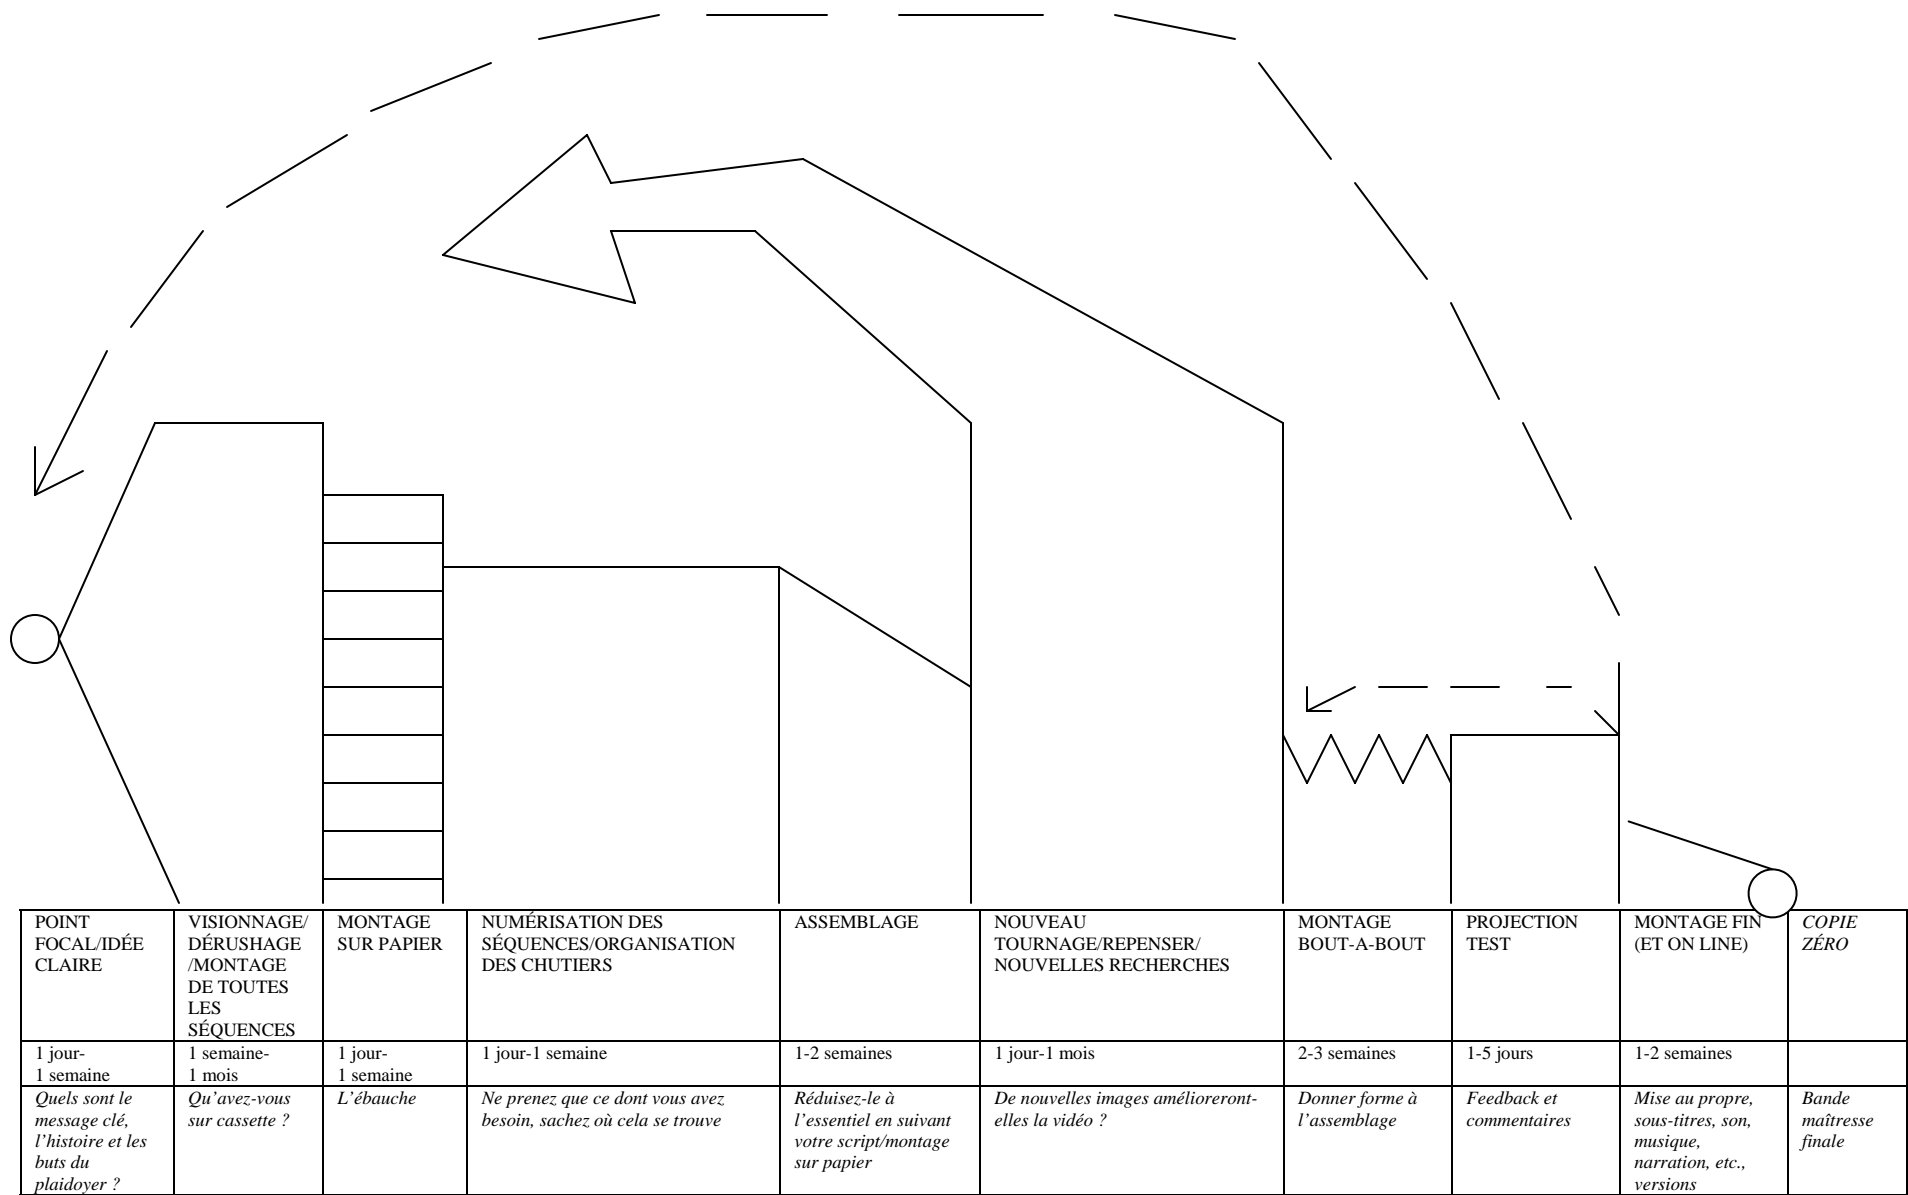 POINT
FOCAL/IDÉE
CLAIRE
VISIONNAGE/
DÉRUSHAGE
/MONTAGE
DE TOUTES
LES
SÉQUENCES
MONTAGE
SUR PAPIER
NUMÉRISATION DES
SÉQUENCES/ORGANISATION
DES CHUTIERS
ASSEMBLAGE
NOUVEAU
TOURNAGE/REPENSER/
NOUVELLES RECHERCHES
MONTAGE
BOUT-A-BOUT
PROJECTION
TEST
MONTAGE FIN
(ET ON LINE)
COPIE
ZÉRO
1 jour-
1 semaine
1 semaine-
1 mois
1 jour-
1 semaine
1 jour-1 semaine
1-2 semaines
1 jour-1 mois
2-3 semaines
1-5 jours
1-2 semaines
Quels sont le
message clé,
l’histoire et les
buts du
plaidoyer ?
Qu’avez-vous
sur cassette ?
L’ébauche
Ne prenez que ce dont vous avez
besoin, sachez où cela se trouve
Réduisez-le à
l’essentiel en suivant
votre script/montage
sur papier
De nouvelles images amélioreront-
elles la vidéo ?
Donner forme à
l’assemblage
Feedback et
commentaires
Mise au propre,
sous-titres, son,
musique,
narration, etc.,
versions
Bande
maîtresse
finale